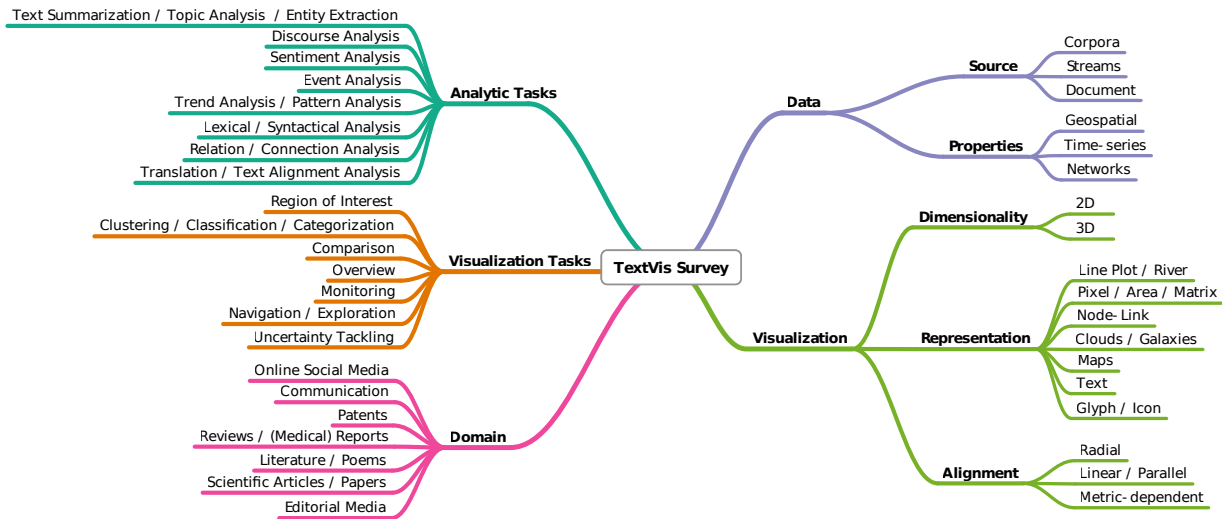 Text Summarization / Topic Analysis / Entity Extraction
Discourse Analysis
Sentiment Analysis
Event Analysis
Trend Analysis / Pattern Analysis
Lexical / Syntactical Analysis
Relation / Connection Analysis
Translation / Text Alignment Analysis
Analytic Tasks
Region of Interest
Clustering / Classification / Categorization
Comparison
Overview
Monitoring
Navigation / Exploration
Uncertainty Tackling
Visualization Tasks
Online Social Media
Communication
Patents
Reviews / (Medical) Reports
Literature / Poems
Scientific Articles / Papers
Editorial Media
Domain
TextVis Survey
Data
Source
Corpora
Streams
Document
Properties
Geospatial
Time-series
Networks
Visualization
Dimensionality
2D
3D
Representation
Line Plot / River
Pixel / Area / Matrix
Node-Link
Clouds / Galaxies
Maps
Text
Glyph / Icon
Alignment
Radial
Linear / Parallel
Metric-dependent